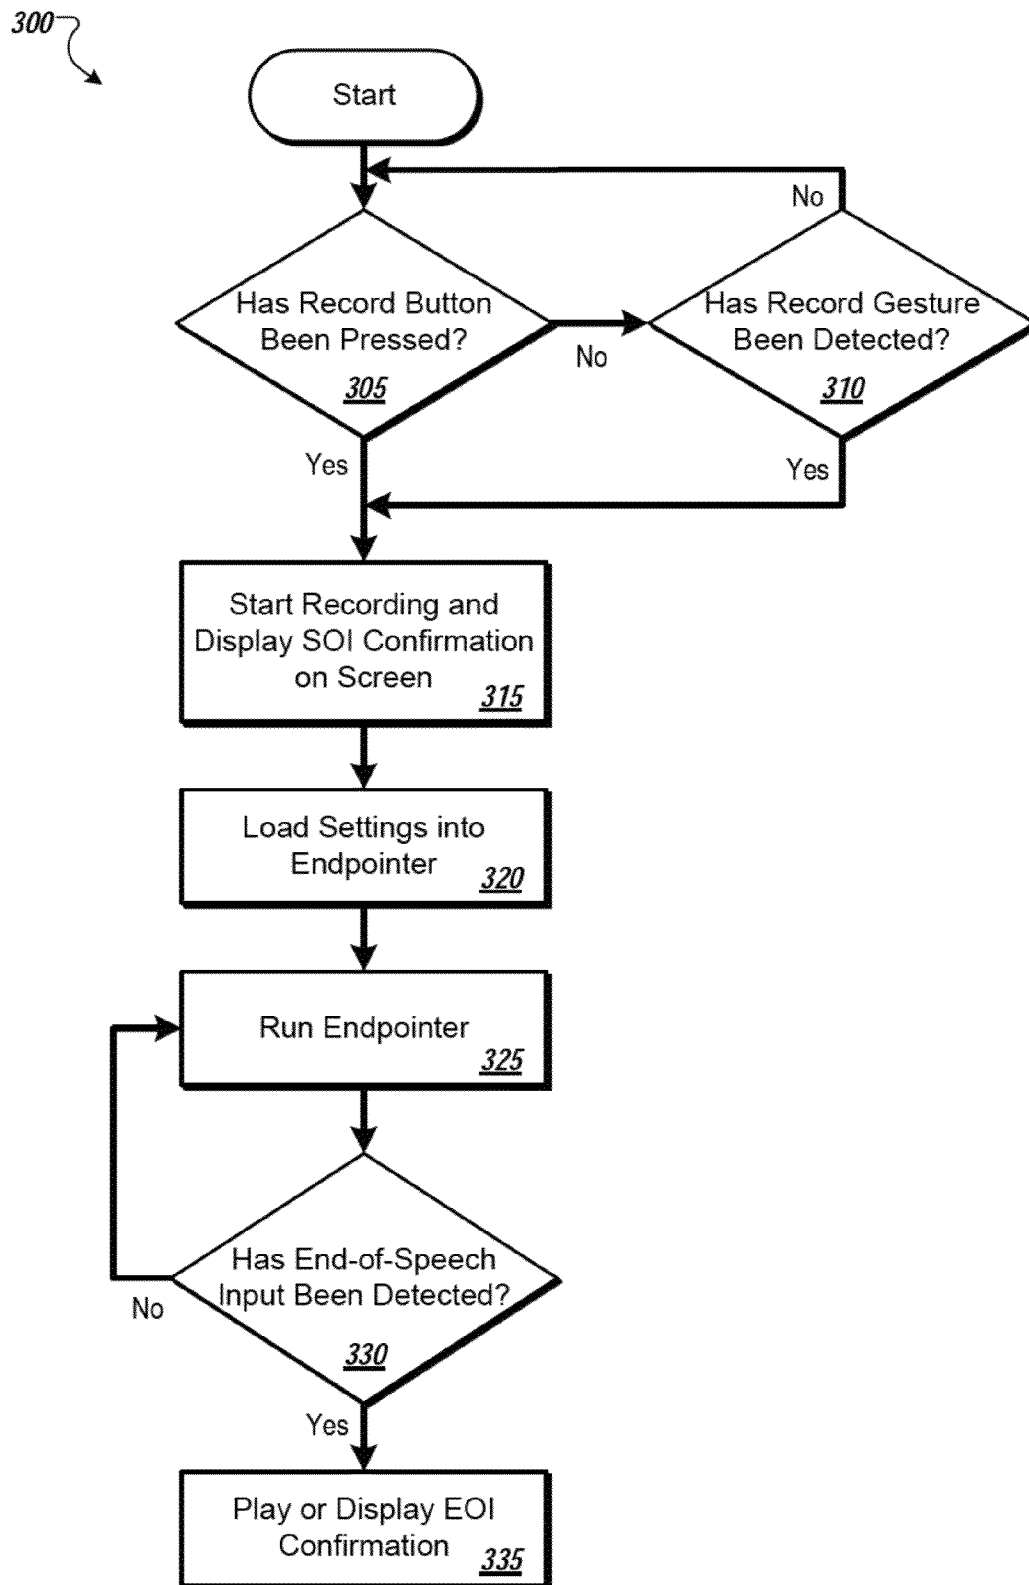 300
Start
No
Has Record Button
Been Pressed?
305
No
Has Record Gesture
Been Detected?
310
Yes
Yes
Start Recording and
Display SOI Confirmation
on Screen
315
Load Settings into
Endpointer
320
Run Endpointer
325
Has End-of-Speech
Input Been Detected?
330
No
Yes
Play or Display EOI
Confirmation
335